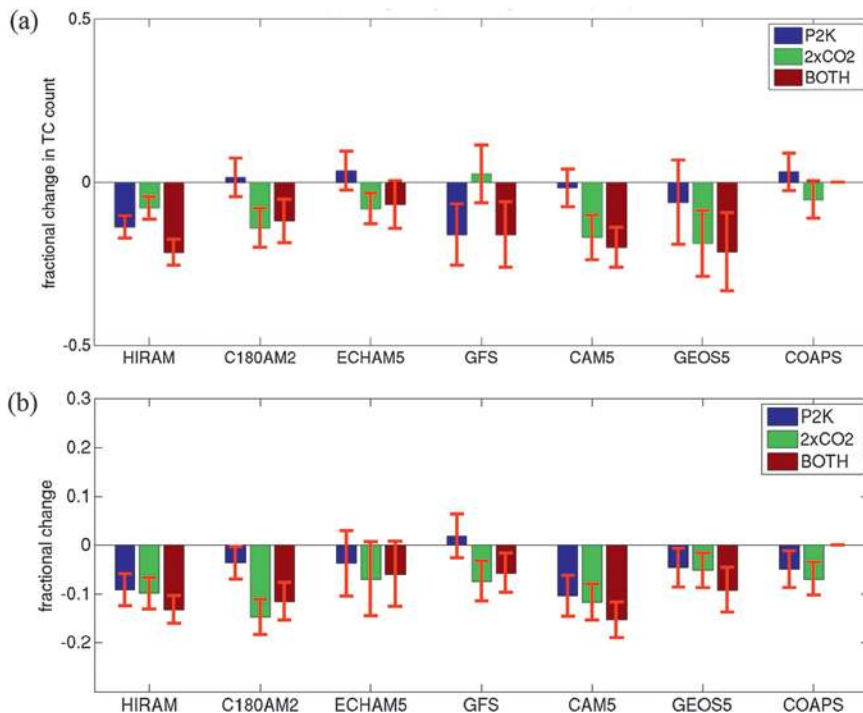 (a)
0.5
P2K
2xCO2
BOTH
fractional change in TC count
0
-0.5
HIRAM C180AM2 ECHAM5 GFS CAM5 GEOS5 COAPS
(b)
0.3
P2K
0.2
2xCO2
BOTH
0.1
fractional change
0
-0.1
-0.2
HIRAM C180AM2 ECHAM5 GFS CAM5 GEOS5 COAPS